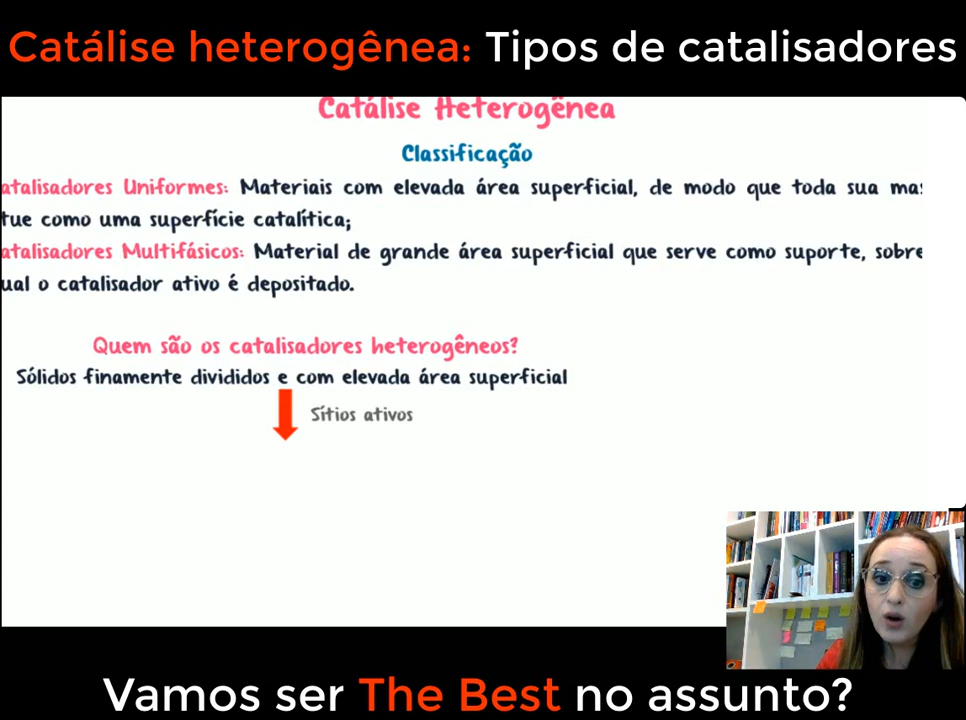 Catálise heterogênea: Tipos de catalisadores
Catálise Heterogênea
Classificação
atalisadores Uniformes: Materiais com elevada área superficial, de modo que toda sua mas
tue como uma superfície catalítica;
atalisadores Multifásicos: Material de grande área superficial que serve como suporte, sobre
ual o catalisador ativo é depositado.
Quem são os catalisadores heterogêneos?
Sólidos finamente divididos e com elevada área superficial
Sítios ativos
Vamos ser The Best no assunto?